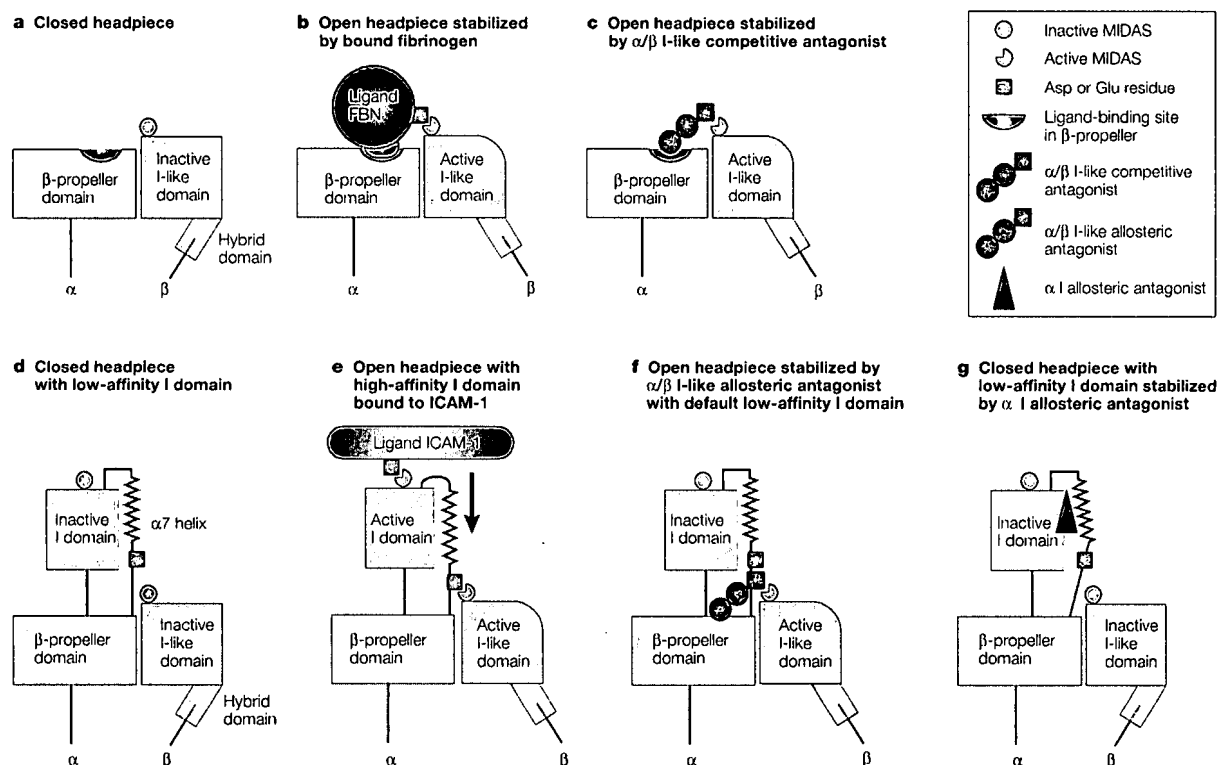 a Closed headpiece
b Open headpiece stabilized
by bound fibrinogen
c Open headpiece stabilized
by α/β I-like competitive antagonist
Inactive MIDAS
Active MIDAS
Asp or Glu residue
Ligand-binding site
in β-propeller
α/β I-like competitive
antagonist
α/β I-like allosteric
antagonist
α I allosteric antagonist
β-propeller
domain
Inactive
I-like
domain
Hybrid
domain
α
β
Ligand
FBN
β-propeller
domain
Active
I-like
domain
α
β
β-propeller
domain
Active
I-like
domain
α
β
d Closed headpiece
with low-affinity I domain
e Open headpiece with
high-affinity I domain
bound to ICAM-1
f Open headpiece stabilized by
α/β I-like allosteric antagonist
with default low-affinity I domain
g Closed headpiece with
low-affinity I domain stabilized
by α I allosteric antagonist
Inactive
I domain
α7 helix
β-propeller
domain
Inactive
I-like
domain
Hybrid
domain
α
β
Ligand ICAM-1
Active
I domain
β-propeller
domain
Active
I-like
domain
α
β
Inactive
I domain
β-propeller
domain
Active
I-like
domain
α
β
Inactive
I domain
β-propeller
domain
Inactive
I-like
domain
α
β